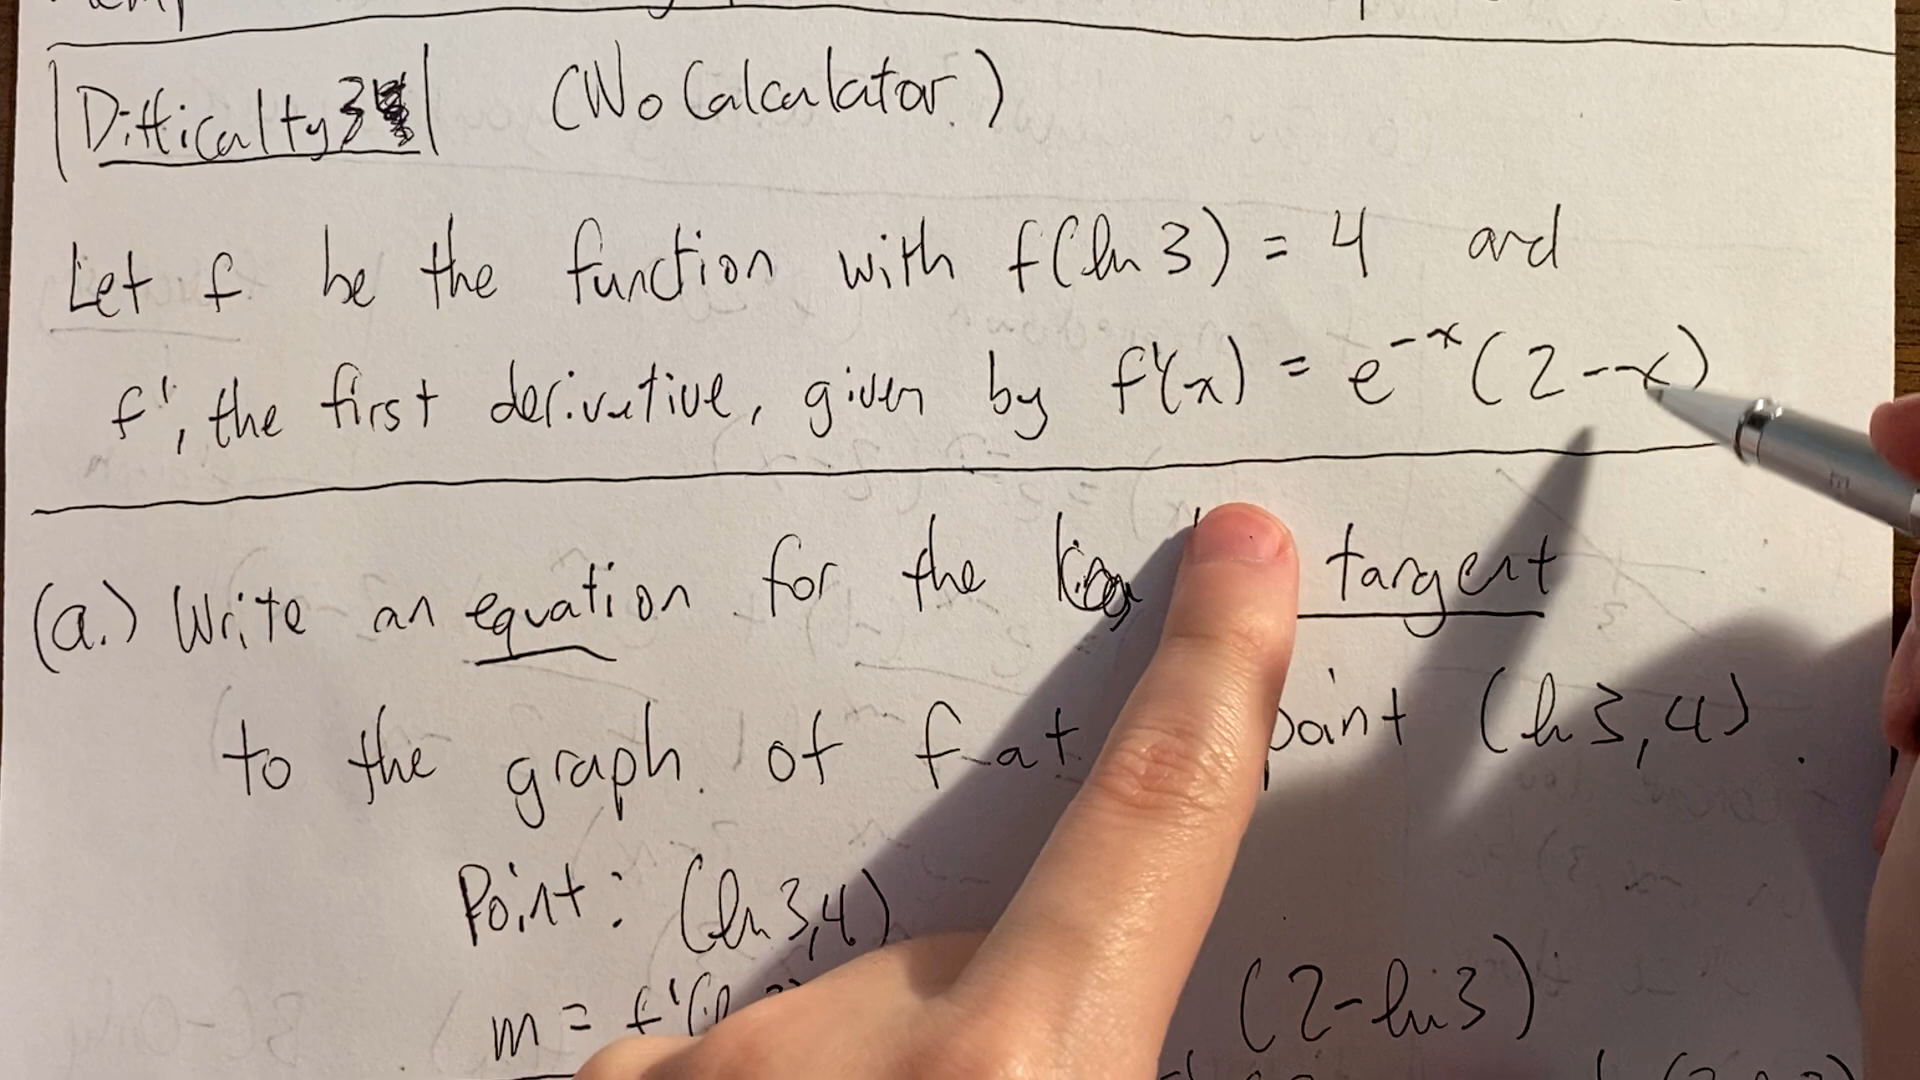 Difficulty 3 (No Calculator.)
Let f be the function with f(ln 3) = 4 and
f', the first derivative, given by f'(x) = e^{-x}(2-x)
(a.) Write an equation for the tangent
to the graph of f at point (ln 3, 4).
Point: (ln 3, 4)
m = f'( (2-ln 3)